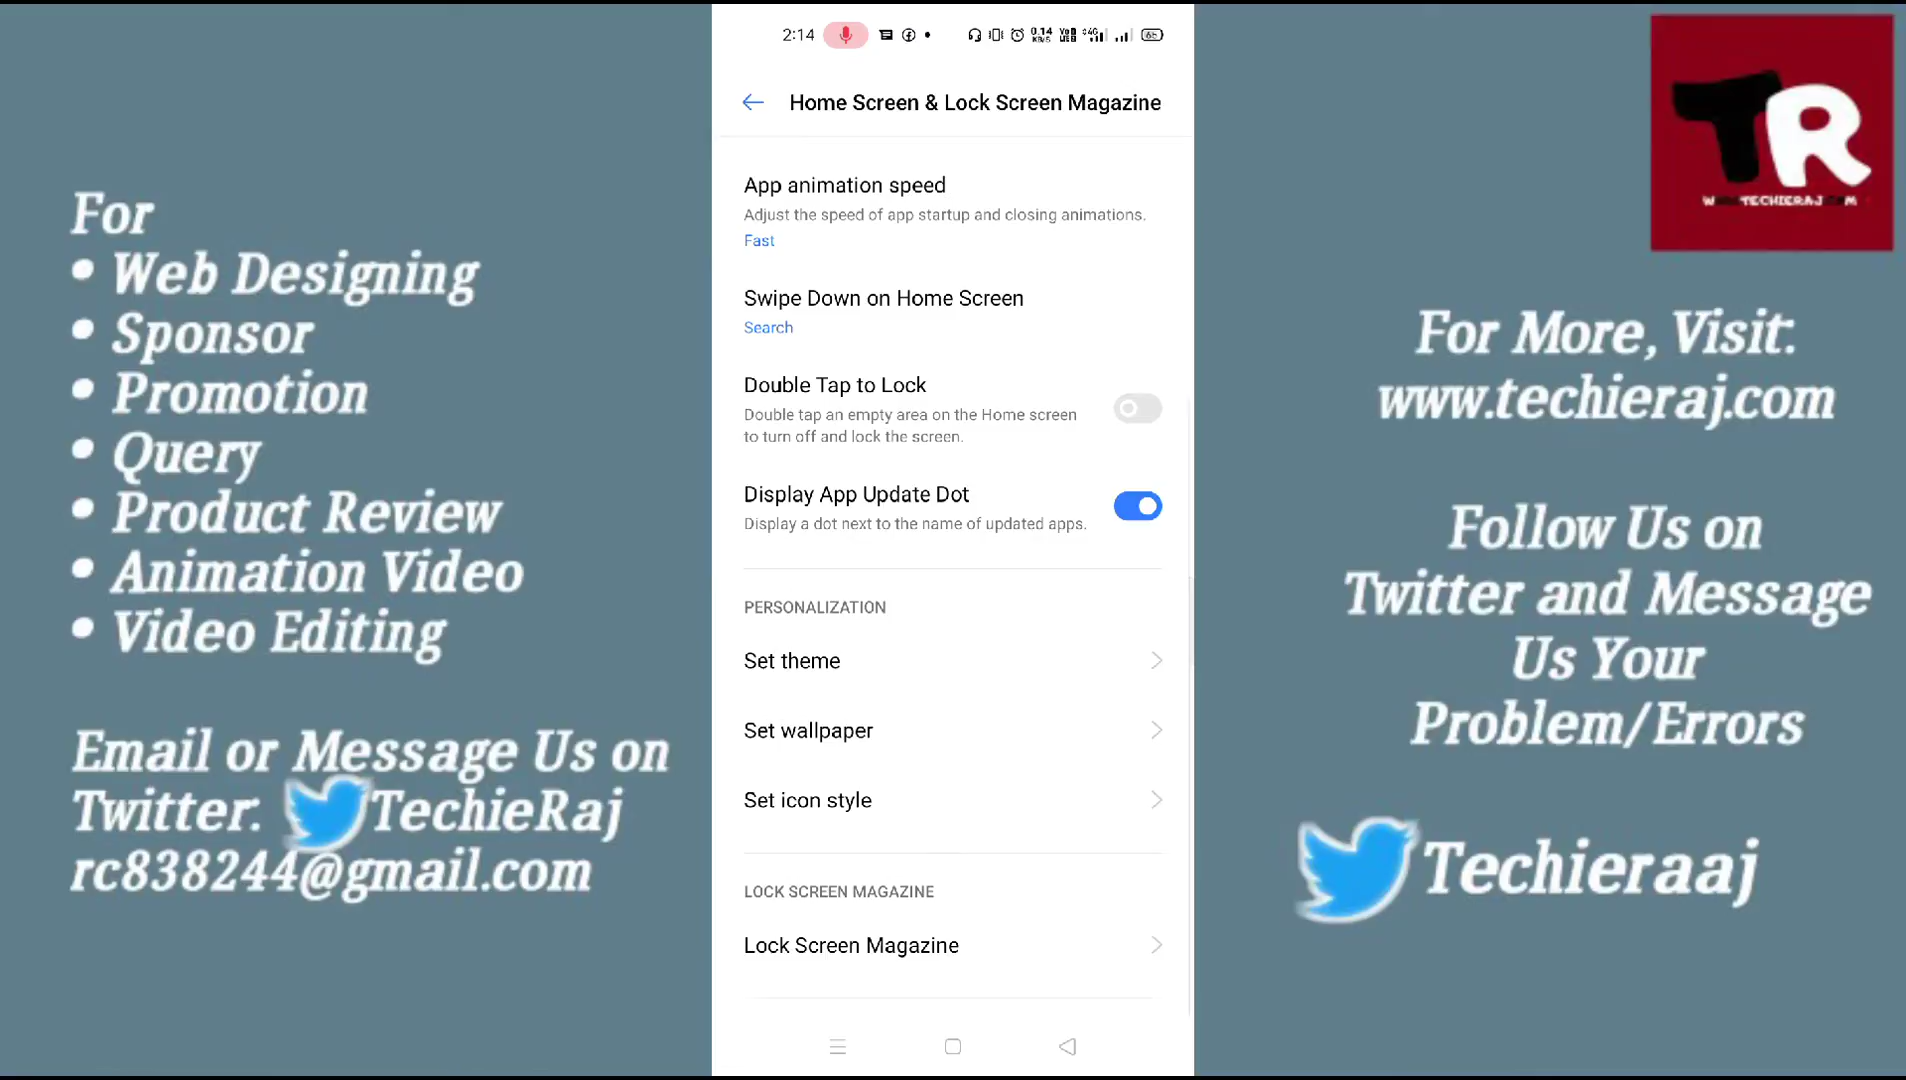 For
• Web Designing
• Sponsor
• Promotion
• Query
• Product Review
• Animation Video
• Video Editing
Email or Message Us on
Twitter: TechieRaj
rc838244@gmail.com
2:14
0.14
KB/s
4G
65
Home Screen & Lock Screen Magazine
App animation speed
Adjust the speed of app startup and closing animations.
Fast
Swipe Down on Home Screen
Search
Double Tap to Lock
Double tap an empty area on the Home screen
to turn off and lock the screen.
Display App Update Dot
Display a dot next to the name of updated apps.
PERSONALIZATION
Set theme
Set wallpaper
Set icon style
LOCK SCREEN MAGAZINE
Lock Screen Magazine
TR
For More, Visit:
www.techieraj.com
Follow Us on
Twitter and Message
Us Your
Problem/Errors
Techieraaj